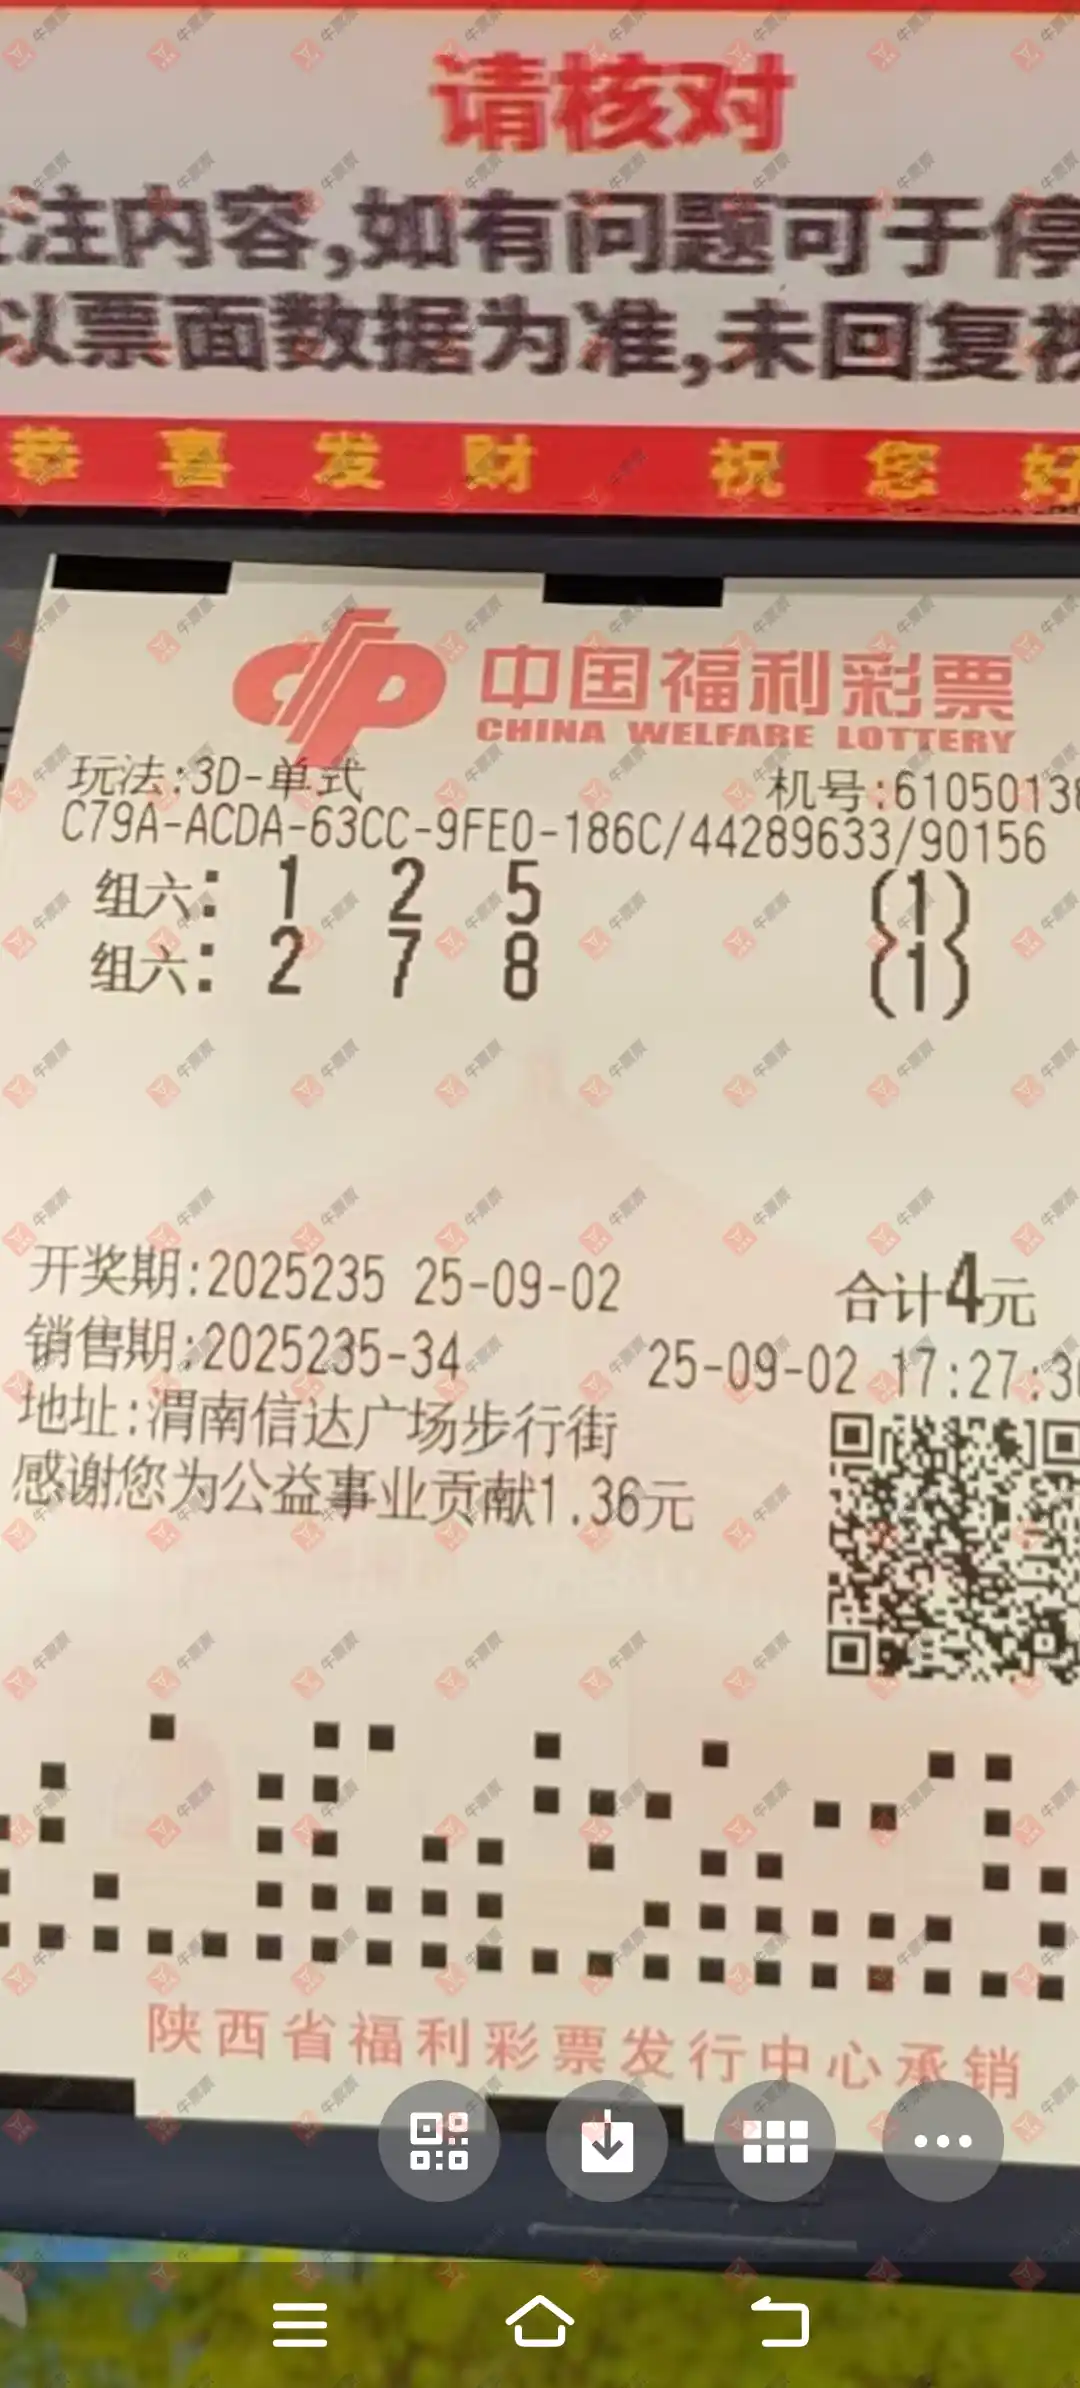 请核对
注内容,如有问题可于停
以票面数据为准,未回复视
恭喜发财 祝您好
中国福利彩票
CHINA WELFARE LOTTERY
玩法:3D-单式 机号:6105013
C79A-ACDA-63CC-9FE0-186C/44289633/90156
组六: 1 2 5 (1)
组六: 2 7 8 (1)
开奖期:2025235 25-09-02 合计4元
销售期:2025235-34 25-09-02 17:27:3
地址:渭南信达广场步行街
感谢您为公益事业贡献1.36元
陕西省福利彩票发行中心承销
牛票票